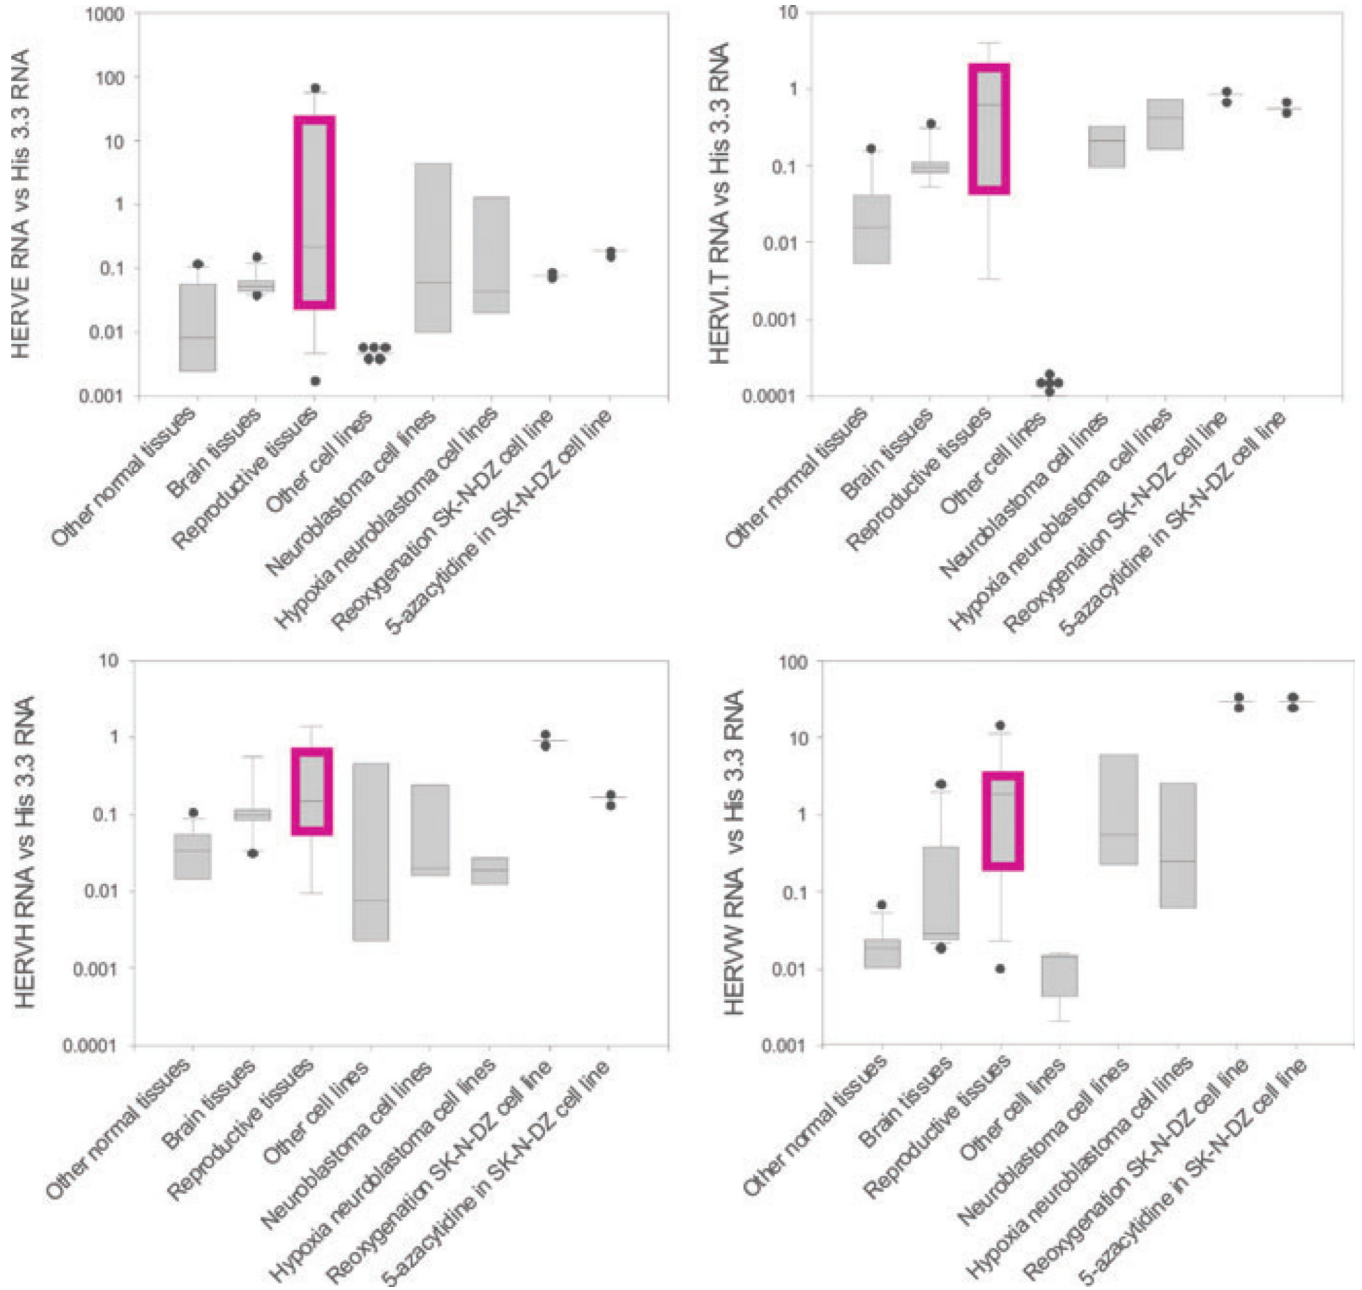 HERVE RNA vs His 3.3 RNA
1000
100
10
1
0.1
0.01
0.001
Other normal tissues
Brain tissues
Reproductive tissues
Other cell lines
Neuroblastoma cell lines
Hypoxia neuroblastoma cell lines
Reoxygenation SK-N-DZ cell line
5-azacytidine in SK-N-DZ cell line
HERVI.T RNA vs His 3.3 RNA
10
1
0.1
0.01
0.001
0.0001
Other normal tissues
Brain tissues
Reproductive tissues
Other cell lines
Neuroblastoma cell lines
Hypoxia neuroblastoma cell lines
Reoxygenation SK-N-DZ cell line
5-azacytidine in SK-N-DZ cell line
HERVH RNA vs His 3.3 RNA
10
1
0.1
0.01
0.001
0.0001
Other normal tissues
Brain tissues
Reproductive tissues
Other cell lines
Neuroblastoma cell lines
Hypoxia neuroblastoma cell lines
Reoxygenation SK-N-DZ cell line
5-azacytidine in SK-N-DZ cell line
HERVW RNA vs His 3.3 RNA
100
10
1
0.1
0.01
0.001
Other normal tissues
Brain tissues
Reproductive tissues
Other cell lines
Neuroblastoma cell lines
Hypoxia neuroblastoma cell lines
Reoxygenation SK-N-DZ cell line
5-azacytidine in SK-N-DZ cell line